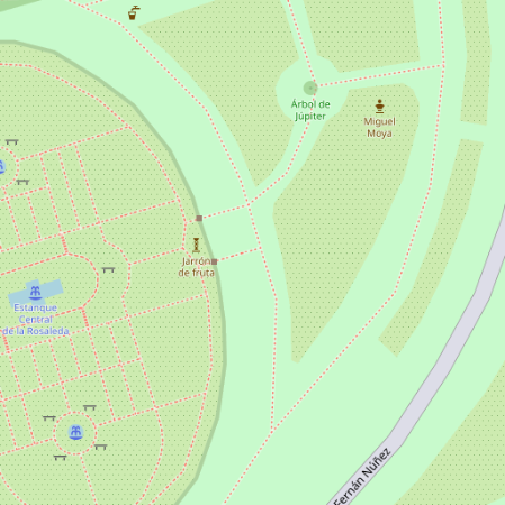 Árbol de
Júpiter
Miguel
Moya
Jarrón
de fruta
Estanque
Central
de la Rosaleda
Fernán Núñez